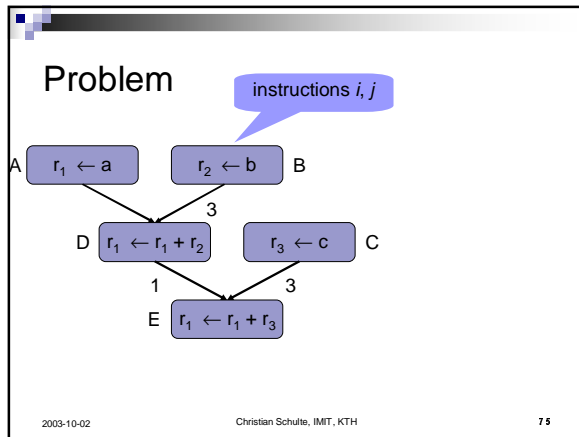 Problem
instructions i, j
A r₁ ← a r₂ ← b B
3
D r₁ ← r₁ + r₂ r₃ ← c C
1 3
E r₁ ← r₁ + r₃
2003-10-02 Christian Schulte, IMIT, KTH 75